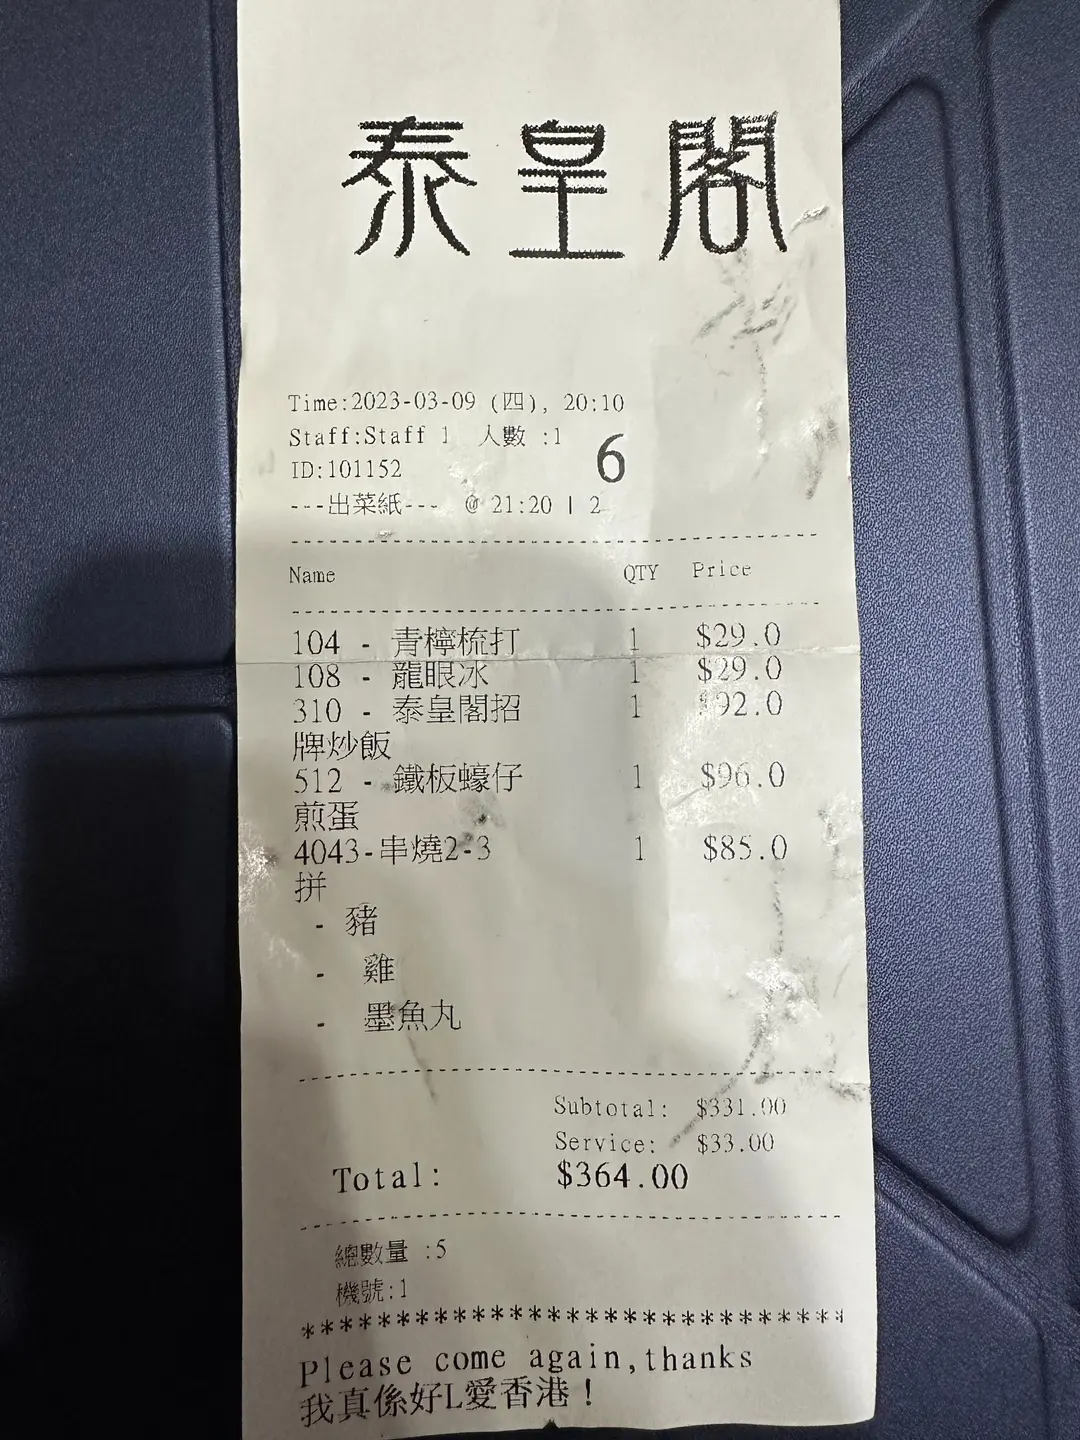 泰皇閣
Time:2023-03-09 (四), 20:10
Staff:Staff 1 人數 :1
6
ID:101152
---出菜紙--- @ 21:20 | 2
Name QTY Price
104 - 青檸梳打 1 $29.0
108 - 龍眼冰 1 $29.0
310 - 泰皇閣招 1 $92.0
牌炒飯
512 - 鐵板蠔仔 1 $96.0
煎蛋
4043-串燒2-3 1 $85.0
拼
- 豬
- 雞
- 墨魚丸
Subtotal: $331.00
Service: $33.00
Total: $364.00
總數量 :5
機號:1
*****************************
Please come again,thanks
我真係好L愛香港！